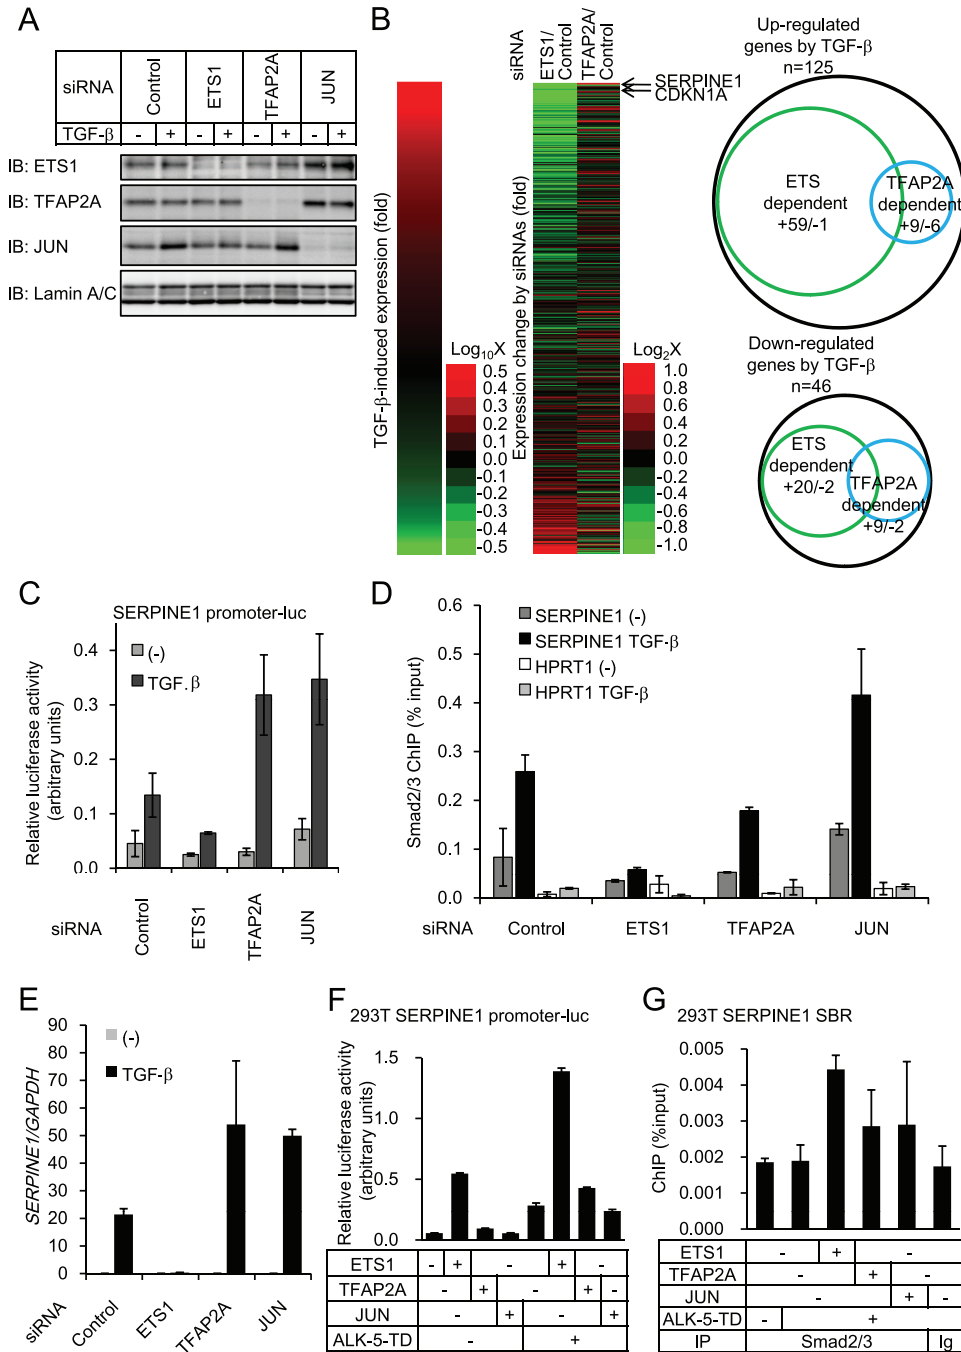 A
siRNA Control ETS1 TFAP2A JUN
TGF-β - + - + - + - +
IB: ETS1
IB: TFAP2A
IB: JUN
IB: Lamin A/C
B
siRNA ETS1/Control TFAP2A/Control
SERPINE1
CDKN1A
TGF-β-induced expression (fold)
Log10X
0.5
0.5
0.4
0.3
0.2
0.1
0.0
-0.1
-0.2
-0.3
-0.4
-0.5
-0.5
Expression change by siRNAs (fold)
Log2X
1.0
0.8
0.6
0.4
0.2
0.0
-0.2
-0.4
-0.6
-0.8
-1.0
Up-regulated
genes by TGF-β
n=125
ETS
dependent
+59/-1
TFAP2A
dependent
+9/-6
Down-regulated
genes by TGF-β
n=46
ETS
dependent
+20/-2
TFAP2A
dependent
+9/-2
C
SERPINE1 promoter-luc
Relative luciferase activity
(arbitrary units)
0.4
0.3
0.2
0.1
0.0
(-)
TGF.β
siRNA Control ETS1 TFAP2A JUN
D
Smad2/3 ChIP (% input)
0.6
0.5
0.4
0.3
0.2
0.1
0.0
SERPINE1 (-)
SERPINE1 TGF-β
HPRT1 (-)
HPRT1 TGF-β
siRNA Control ETS1 TFAP2A JUN
E
SERPINE1/GAPDH
90
80
70
60
50
40
30
20
10
0
(-)
TGF-β
siRNA Control ETS1 TFAP2A JUN
F
293T SERPINE1 promoter-luc
Relative luciferase activity
(arbitrary units)
1.5
1.0
0.5
0.0
ETS1 - + - + -
TFAP2A - + - - + -
JUN - + - +
ALK-5-TD - +
G
293T SERPINE1 SBR
ChIP (%input)
0.005
0.004
0.003
0.002
0.001
0.000
ETS1 - + -
TFAP2A - + -
JUN - + -
ALK-5-TD - +
IP Smad2/3 Ig